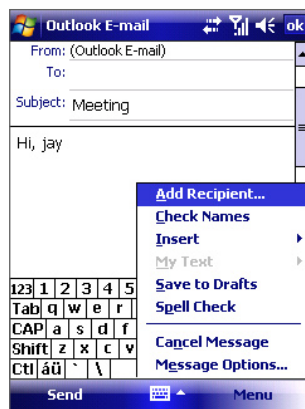 Outlook E-mail
ok
From: (Outlook E-mail)
To:
Subject: Meeting
Hi, jay
Add Recipient...
Check Names
Insert
My Text
Save to Drafts
Spell Check
Cancel Message
Message Options...
123 1 2 3 4 5
Tab q w e r
CAP a s d f
Shift z x c v
Ctl áü ` \
Send
Menu